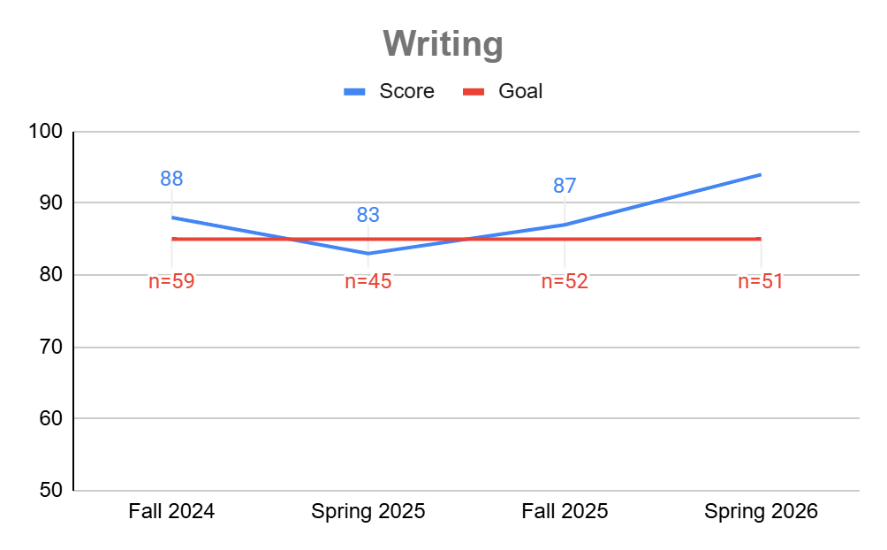 Writing
Score Goal
100
90
80
70
60
50
88
83
87
n=59
n=45
n=52
n=51
Fall 2024
Spring 2025
Fall 2025
Spring 2026